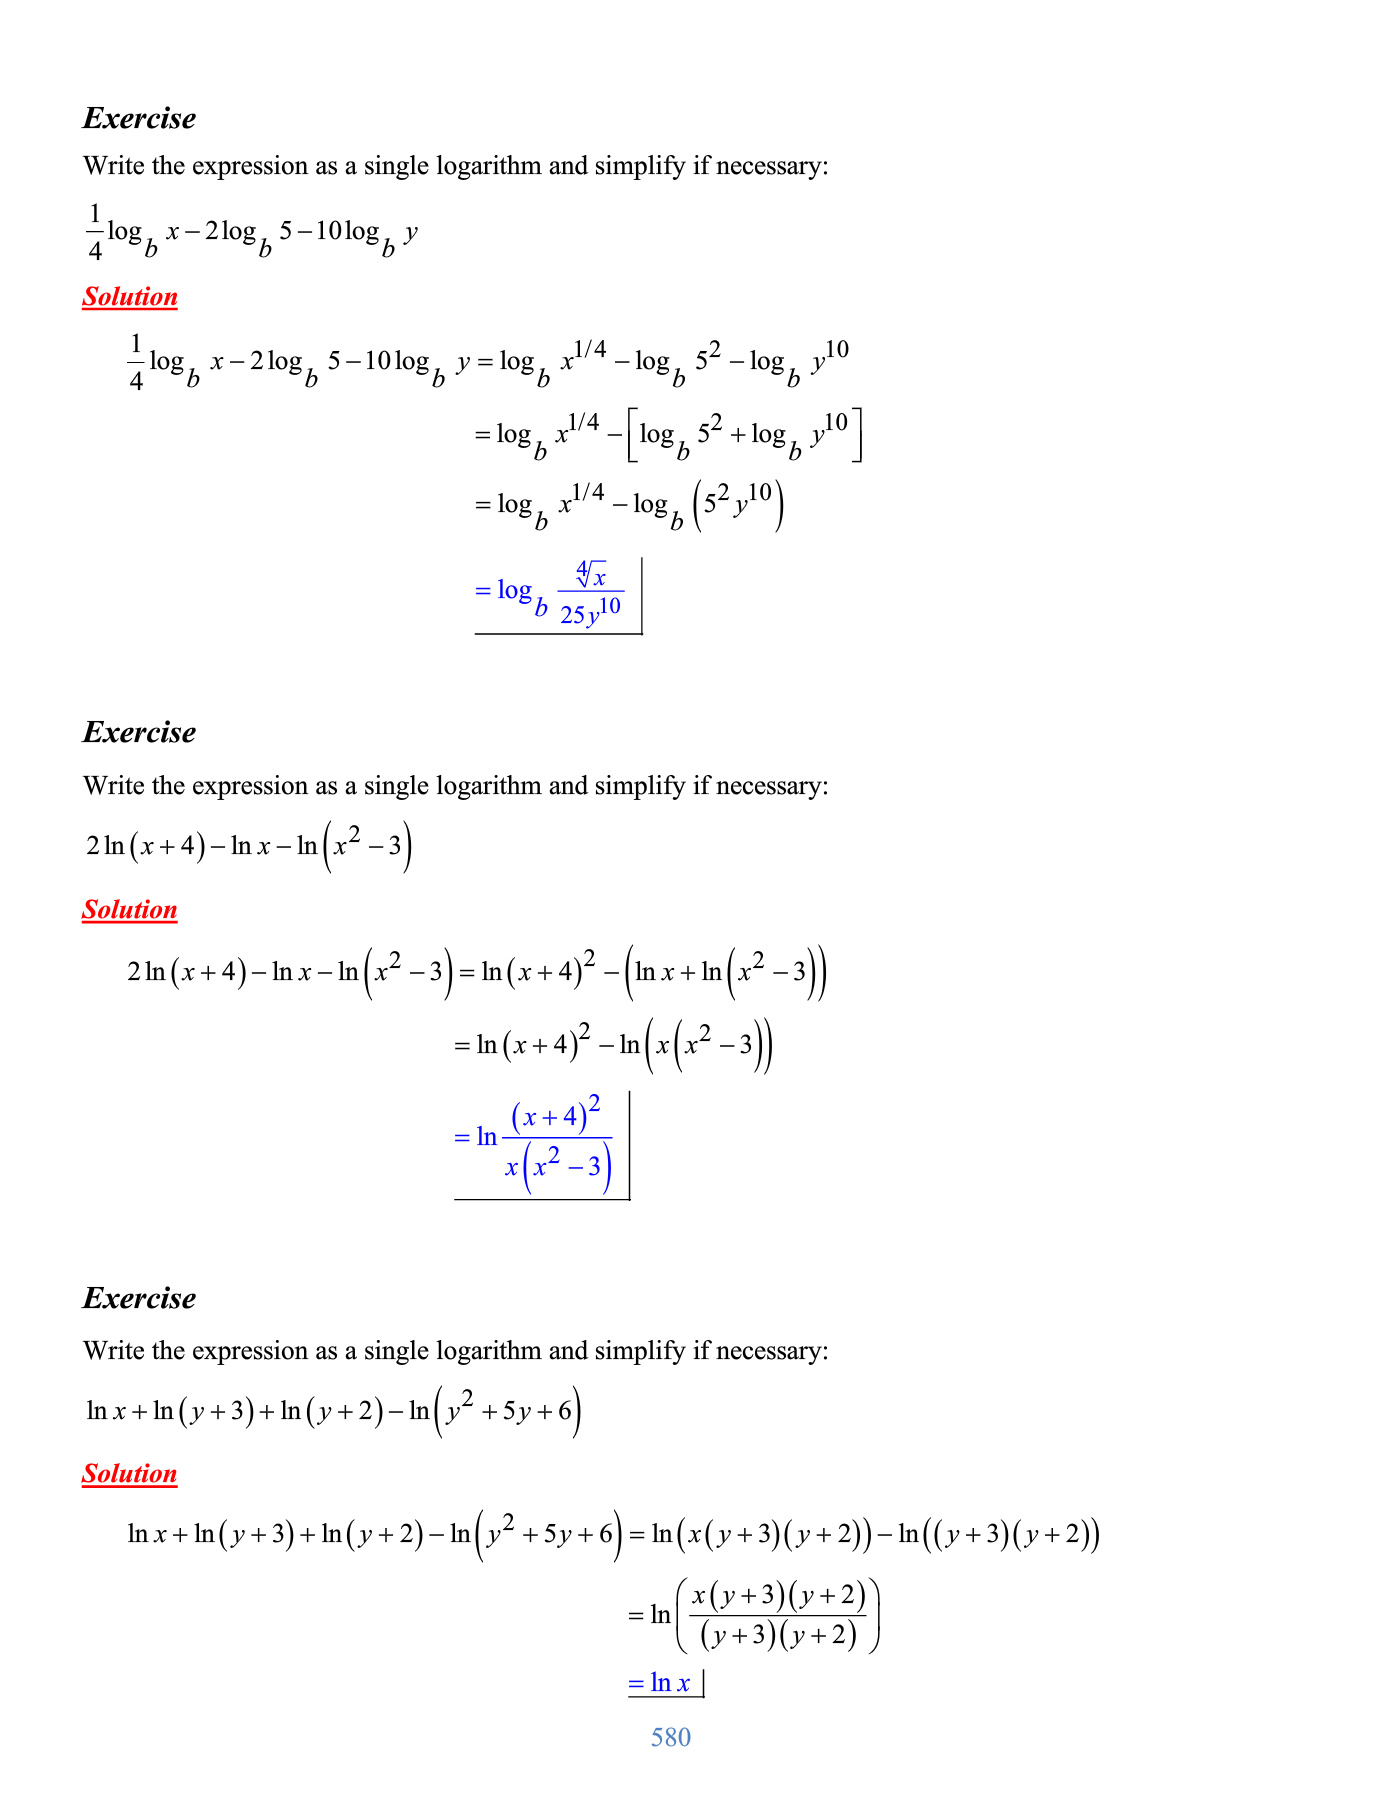 Exercise
Write the expression as a single logarithm and simplify if necessary:
$\frac{1}{4}\log_b x - 2\log_b 5 - 10\log_b y$
Solution
$\frac{1}{4}\log_b x - 2\log_b 5 - 10\log_b y = \log_b x^{1/4} - \log_b 5^2 - \log_b y^{10}$
$= \log_b x^{1/4} - \left[\log_b 5^2 + \log_b y^{10}\right]$
$= \log_b x^{1/4} - \log_b \left(5^2 y^{10}\right)$
$= \log_b \frac{\sqrt[4]{x}}{25y^{10}}$
Exercise
Write the expression as a single logarithm and simplify if necessary:
$2\ln(x+4) - \ln x - \ln\left(x^2 - 3\right)$
Solution
$2\ln(x+4) - \ln x - \ln\left(x^2 - 3\right) = \ln(x+4)^2 - \left(\ln x + \ln\left(x^2 - 3\right)\right)$
$= \ln(x+4)^2 - \ln\left(x\left(x^2 - 3\right)\right)$
$= \ln\frac{(x+4)^2}{x\left(x^2 - 3\right)}$
Exercise
Write the expression as a single logarithm and simplify if necessary:
$\ln x + \ln(y+3) + \ln(y+2) - \ln\left(y^2 + 5y + 6\right)$
Solution
$\ln x + \ln(y+3) + \ln(y+2) - \ln\left(y^2 + 5y + 6\right) = \ln(x(y+3)(y+2)) - \ln((y+3)(y+2))$
$= \ln\left(\frac{x(y+3)(y+2)}{(y+3)(y+2)}\right)$
$= \ln x$
580